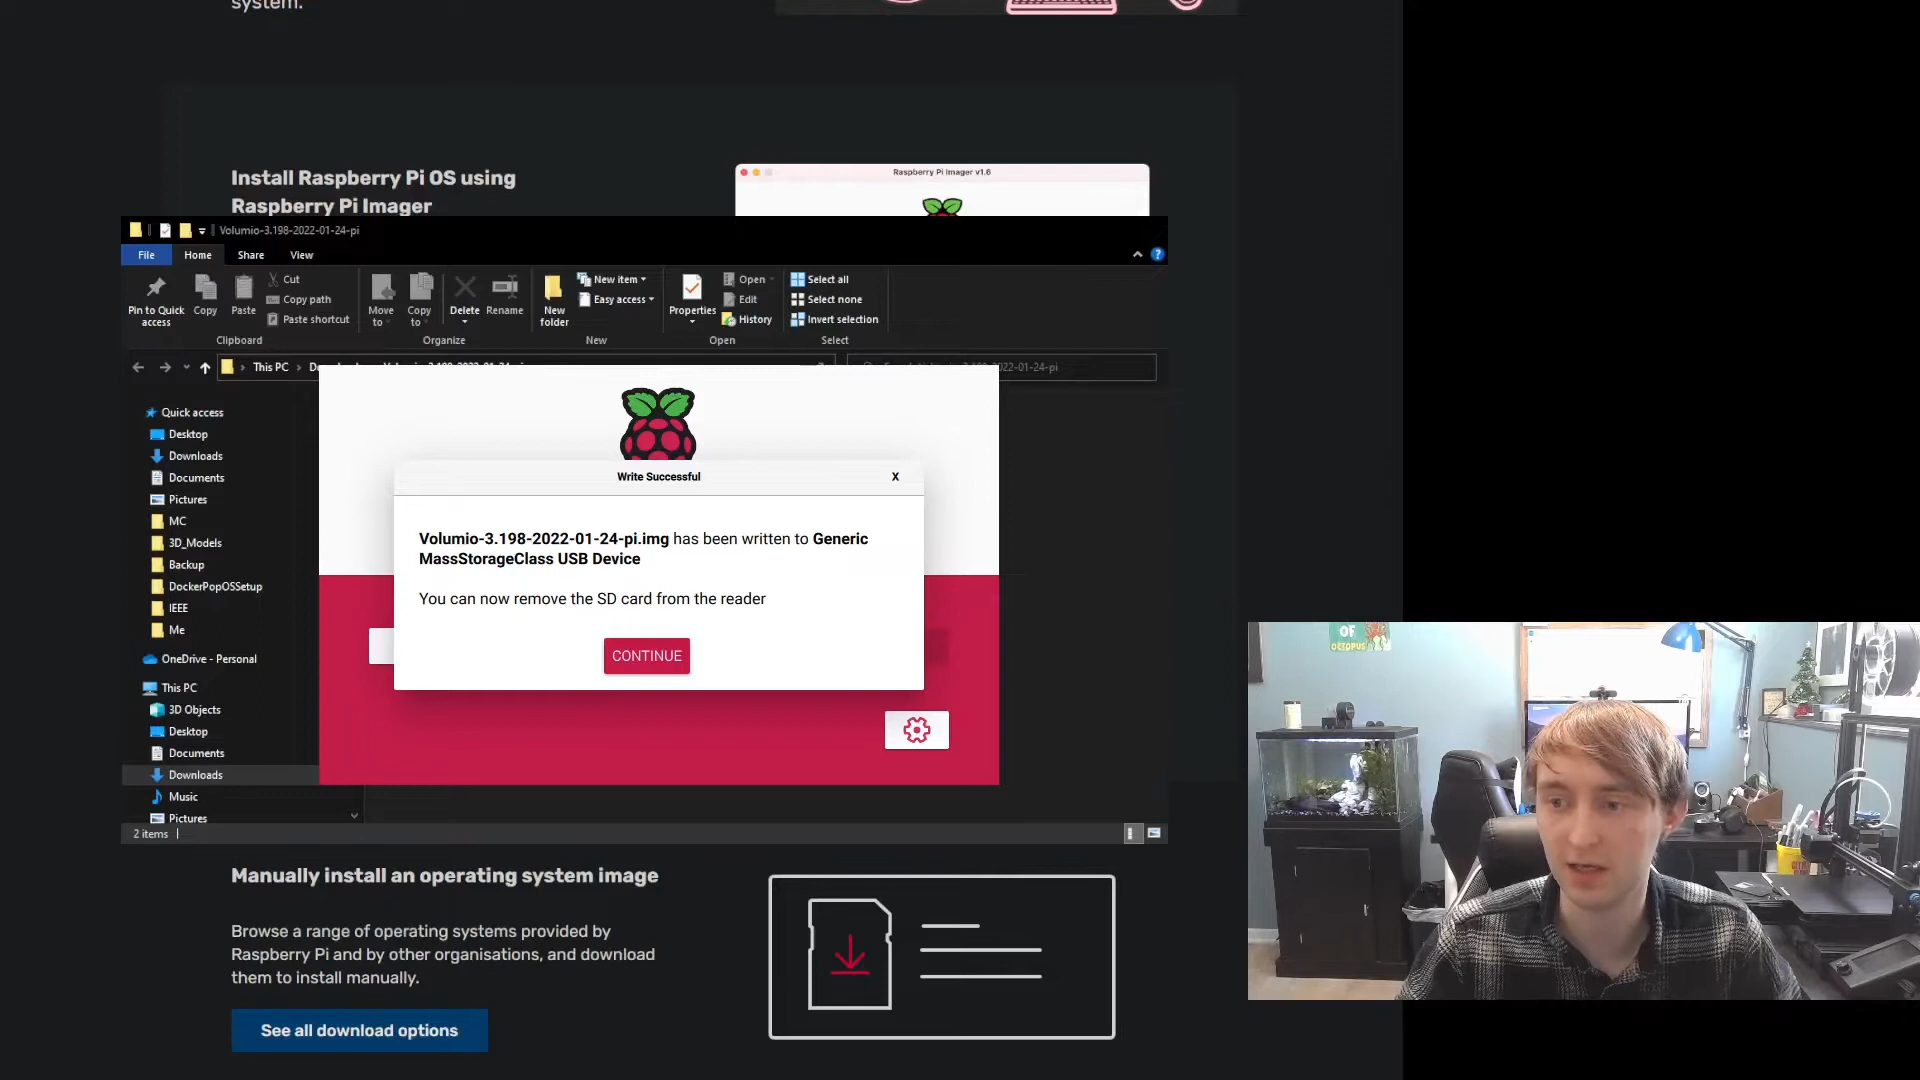 system.
Install Raspberry Pi OS using
Raspberry Pi Imager
Raspberry Pi Imager v1.6
Volumio-3.198-2022-01-24-pi
File
Home
Share
View
Pin to Quick
access
Copy
Paste
Cut
Copy path
Paste shortcut
Clipboard
Move
to
Copy
to
Delete
Rename
Organize
New
folder
New item
Easy access
New
Properties
Open
Edit
History
Open
Select all
Select none
Invert selection
Select
This PC
Quick access
Desktop
Downloads
Documents
Pictures
MC
3D_Models
Backup
DockerPopOSSetup
IEEE
Me
OneDrive - Personal
This PC
3D Objects
Desktop
Documents
Downloads
Music
Pictures
2 items
Write Successful
X
Volumio-3.198-2022-01-24-pi.img has been written to Generic
MassStorageClass USB Device
You can now remove the SD card from the reader
CONTINUE
Manually install an operating system image
Browse a range of operating systems provided by
Raspberry Pi and by other organisations, and download
them to install manually.
See all download options
OF
OCTOPUS